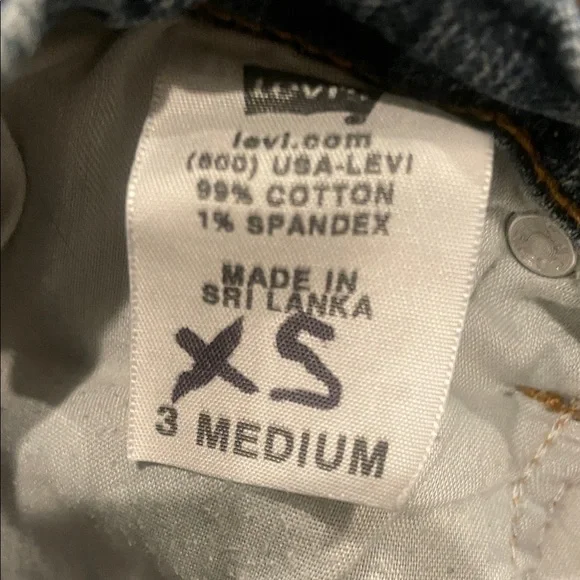 Levi's
levi.com
(800) USA-LEVI
99% COTTON
1% SPANDEX
MADE IN
SRI LANKA
XS
3 MEDIUM